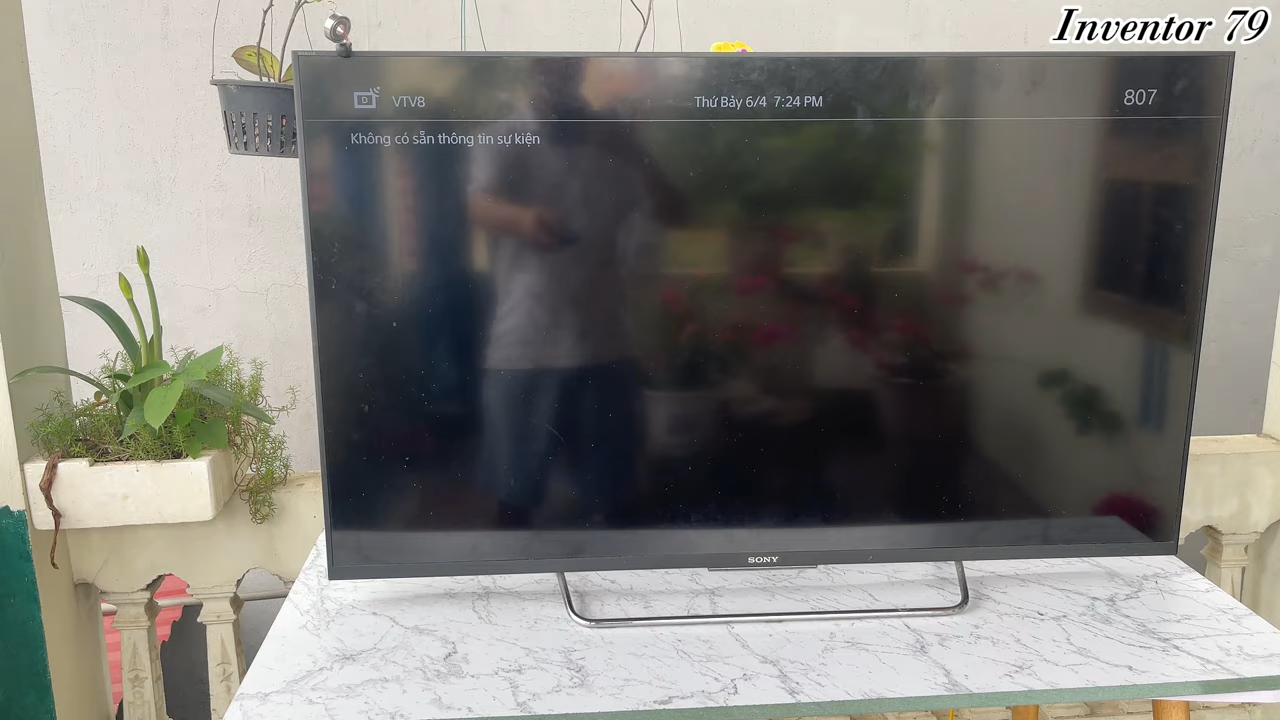 Inventor 79
VTV8
Thứ Bảy 6/4 7:24 PM
807
Không có sẵn thông tin sự kiện
SONY